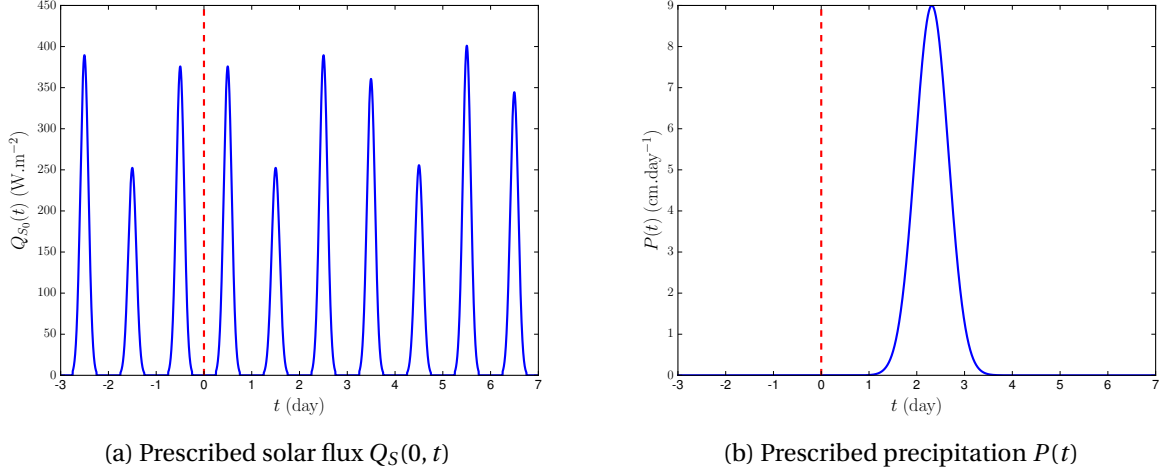 450
400
350
300
250
200
150
100
50
0
-3 -2 -1 0 1 2 3 4 5 6 7
Q_{S_0}(t) (W.m^{-2})
t (day)
(a) Prescribed solar flux Q_S(0, t)
9
8
7
6
5
4
3
2
1
0
-3 -2 -1 0 1 2 3 4 5 6 7
P(t) (cm.day^{-1})
t (day)
(b) Prescribed precipitation P(t)